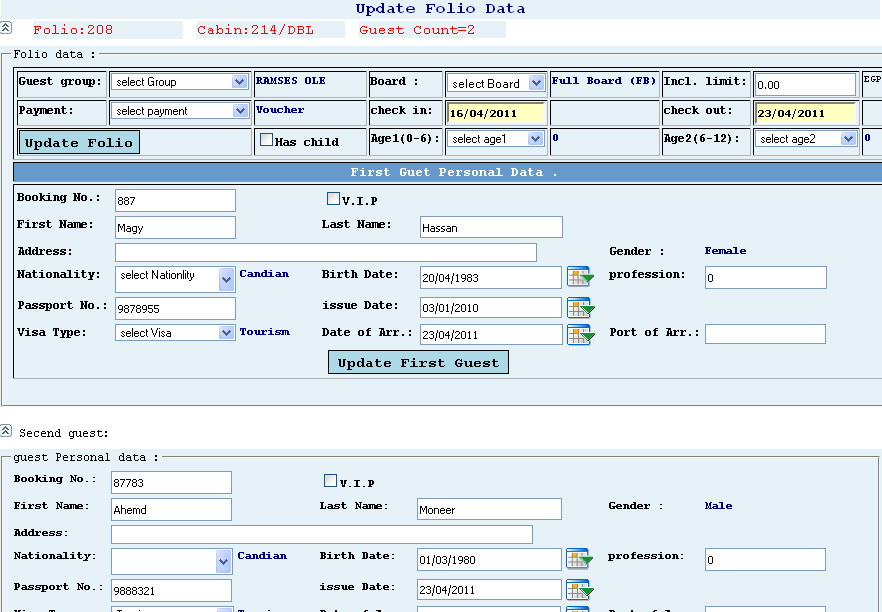 Update Folio Data
Folio:208 Cabin:214/DBL Guest Count=2
Folio data :
Guest group: select Group RAMSES OLE Board : select Board Full Board (FB) Incl. limit: 0.00 EGP
Payment: select payment Voucher check in: 16/04/2011 check out: 23/04/2011
Update Folio Has child Age1(0-6): select age1 0 Age2(6-12): select age2 0
First Guet Personal Data .
Booking No.: 887 V.I.P
First Name: Magy Last Name: Hassan
Address: Gender : Female
Nationality: select Nationlity Candian Birth Date: 20/04/1983 profession: 0
Passport No.: 9878955 issue Date: 03/01/2010
Visa Type: select Visa Tourism Date of Arr.: 23/04/2011 Port of Arr.:
Update First Guest
Secend guest:
guest Personal data :
Booking No.: 87783 V.I.P
First Name: Ahemd Last Name: Moneer Gender : Male
Address:
Nationality: Candian Birth Date: 01/03/1980 profession: 0
Passport No.: 9888321 issue Date: 23/04/2011